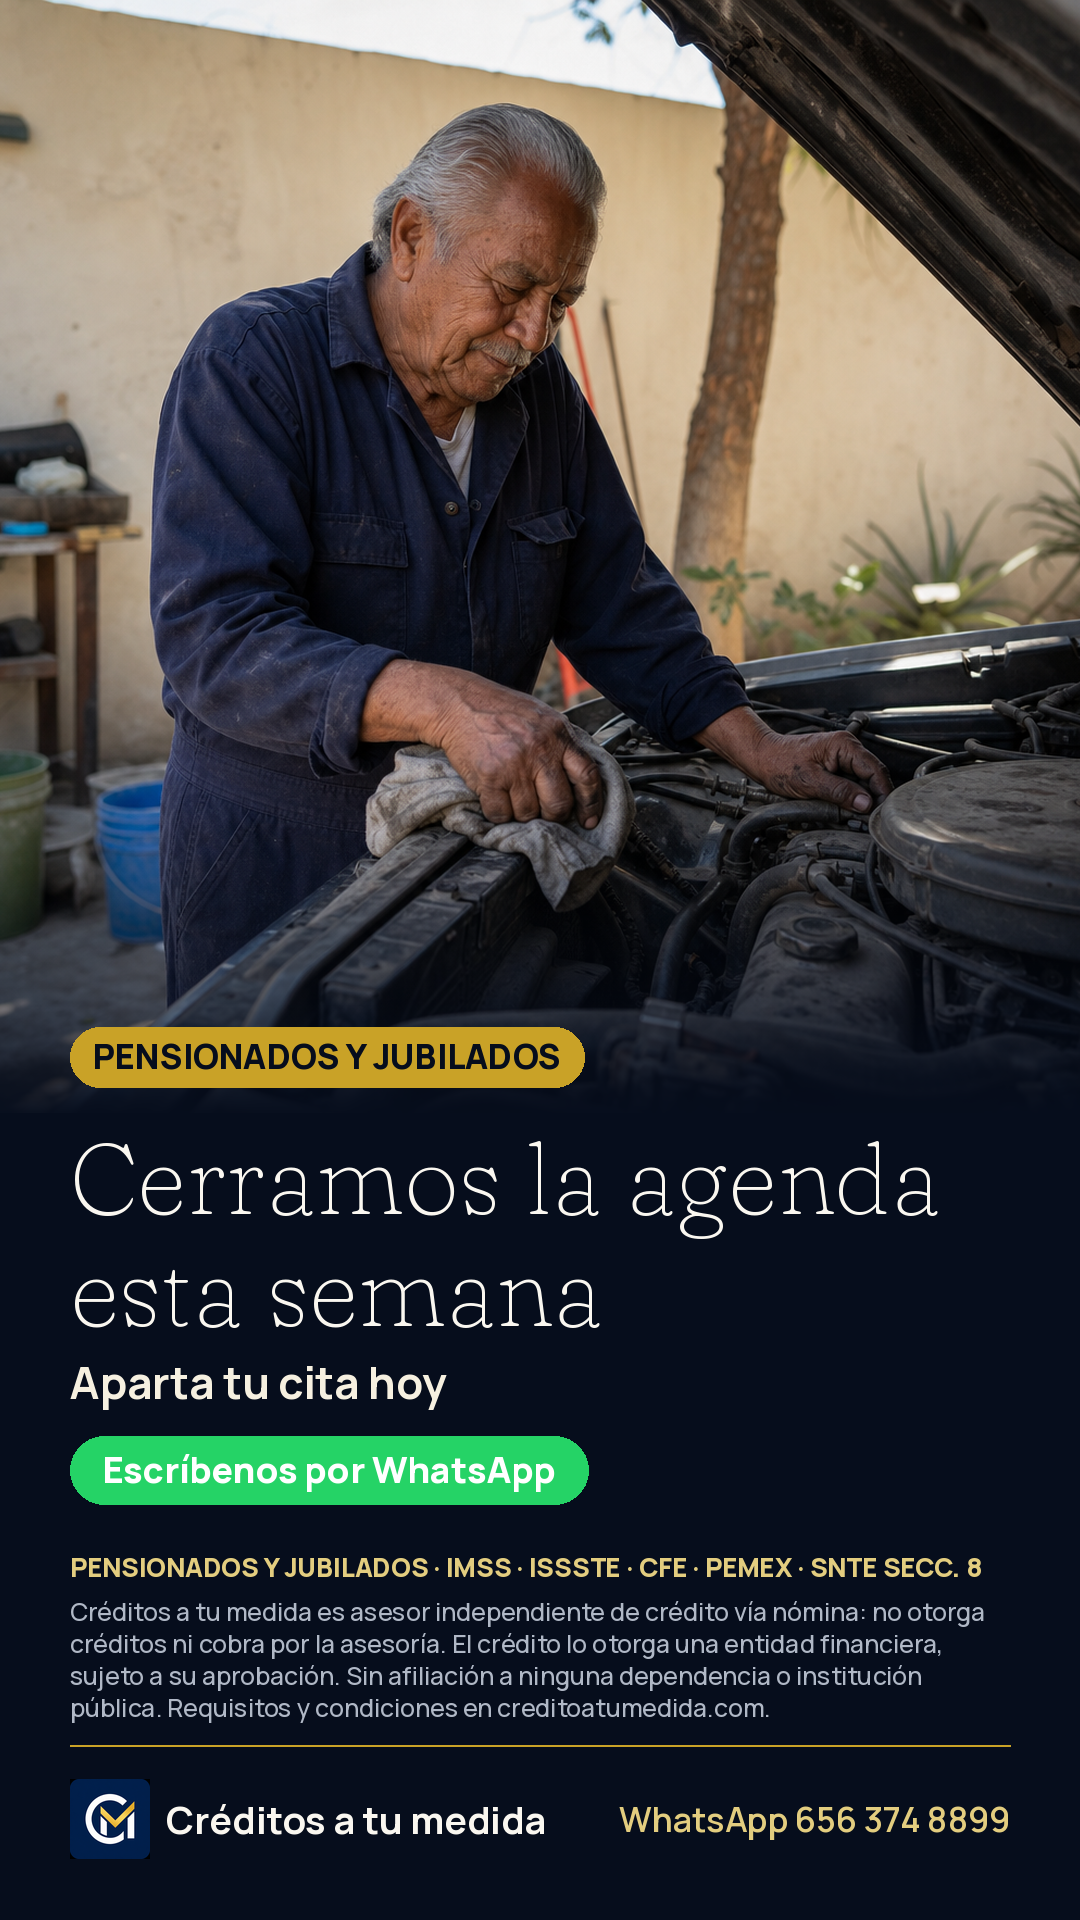 PENSIONADOS Y JUBILADOS
Cerramos la agenda
esta semana
Aparta tu cita hoy
Escríbenos por WhatsApp
PENSIONADOS Y JUBILADOS · IMSS · ISSSTE · CFE · PEMEX · SNTE SECC. 8
Créditos a tu medida es asesor independiente de crédito vía nómina: no otorga
créditos ni cobra por la asesoría. El crédito lo otorga una entidad financiera,
sujeto a su aprobación. Sin afiliación a ninguna dependencia o institución
pública. Requisitos y condiciones en creditoatumedida.com.
Créditos a tu medida
WhatsApp 656 374 8899